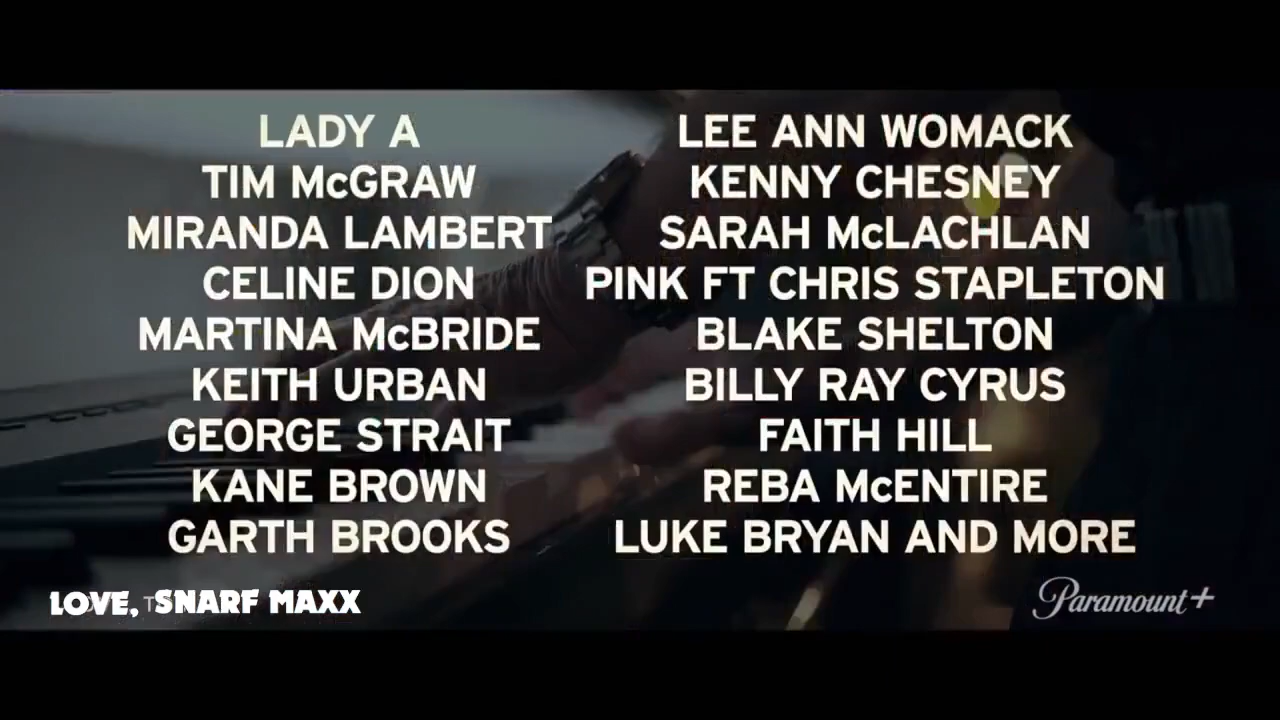 LADY A
TIM McGRAW
MIRANDA LAMBERT
CELINE DION
MARTINA McBRIDE
KEITH URBAN
GEORGE STRAIT
KANE BROWN
GARTH BROOKS
LEE ANN WOMACK
KENNY CHESNEY
SARAH McLACHLAN
PINK FT CHRIS STAPLETON
BLAKE SHELTON
BILLY RAY CYRUS
FAITH HILL
REBA McENTIRE
LUKE BRYAN AND MORE
LOVE, SNARF MAXX
Paramount+